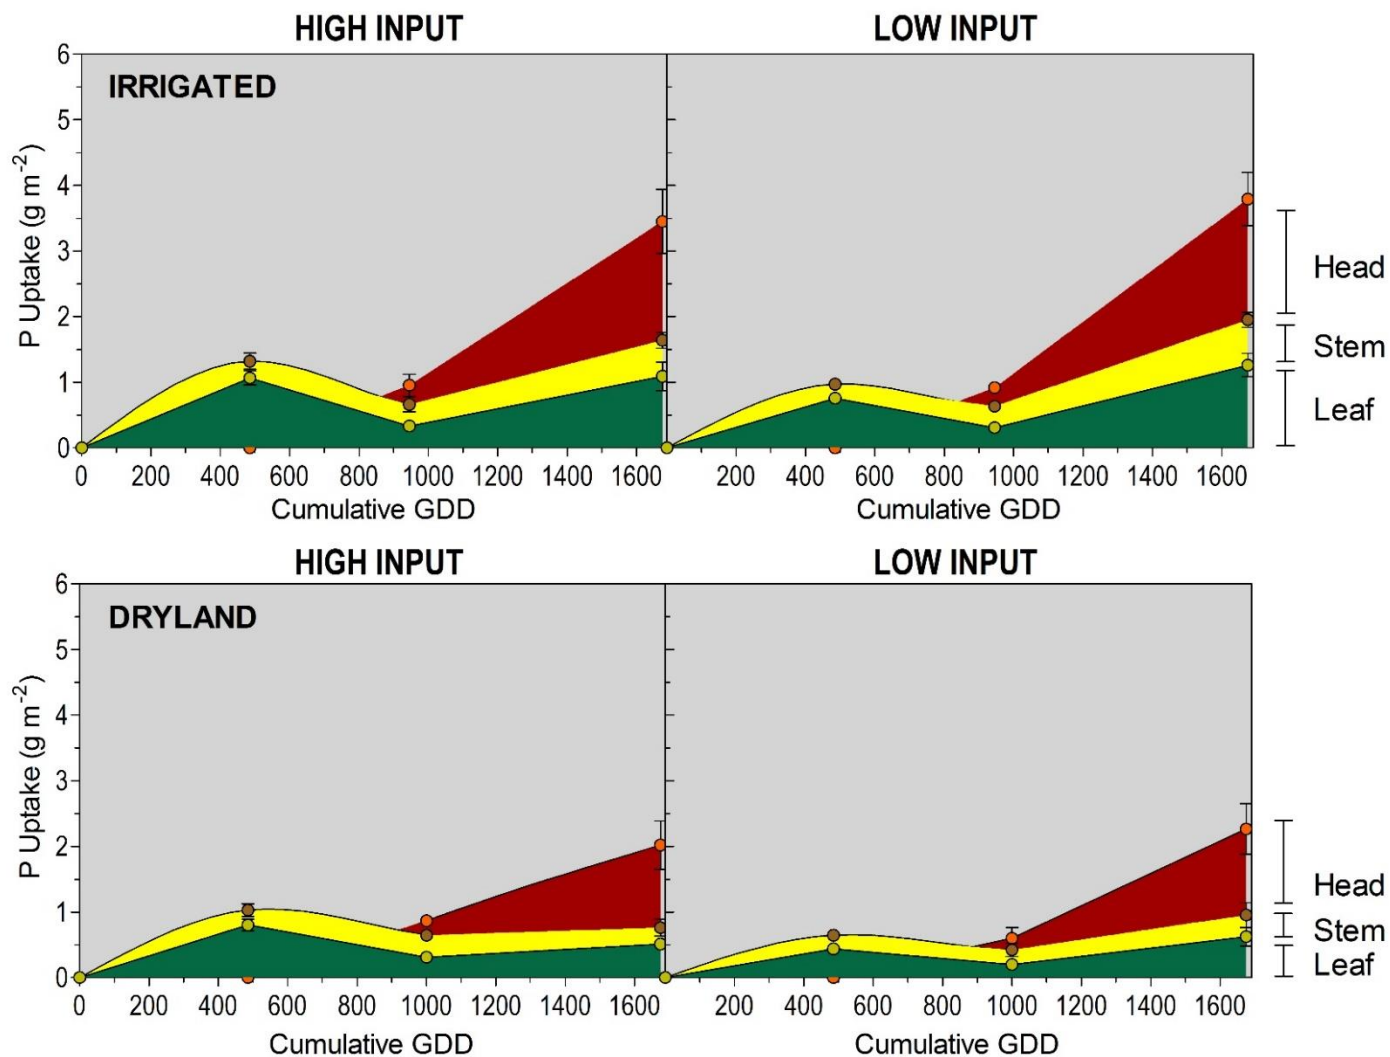 HIGH INPUT LOW INPUT
IRRIGATED
6
5
4
3
2
1
0
P Uptake (g m⁻²)
Head
Stem
Leaf
0 200 400 600 800 1000 1200 1400 1600 200 400 600 800 1000 1200 1400 1600
Cumulative GDD Cumulative GDD
HIGH INPUT LOW INPUT
DRYLAND
6
5
4
3
2
1
0
P Uptake (g m⁻²)
Head
Stem
Leaf
0 200 400 600 800 1000 1200 1400 1600 200 400 600 800 1000 1200 1400 1600
Cumulative GDD Cumulative GDD